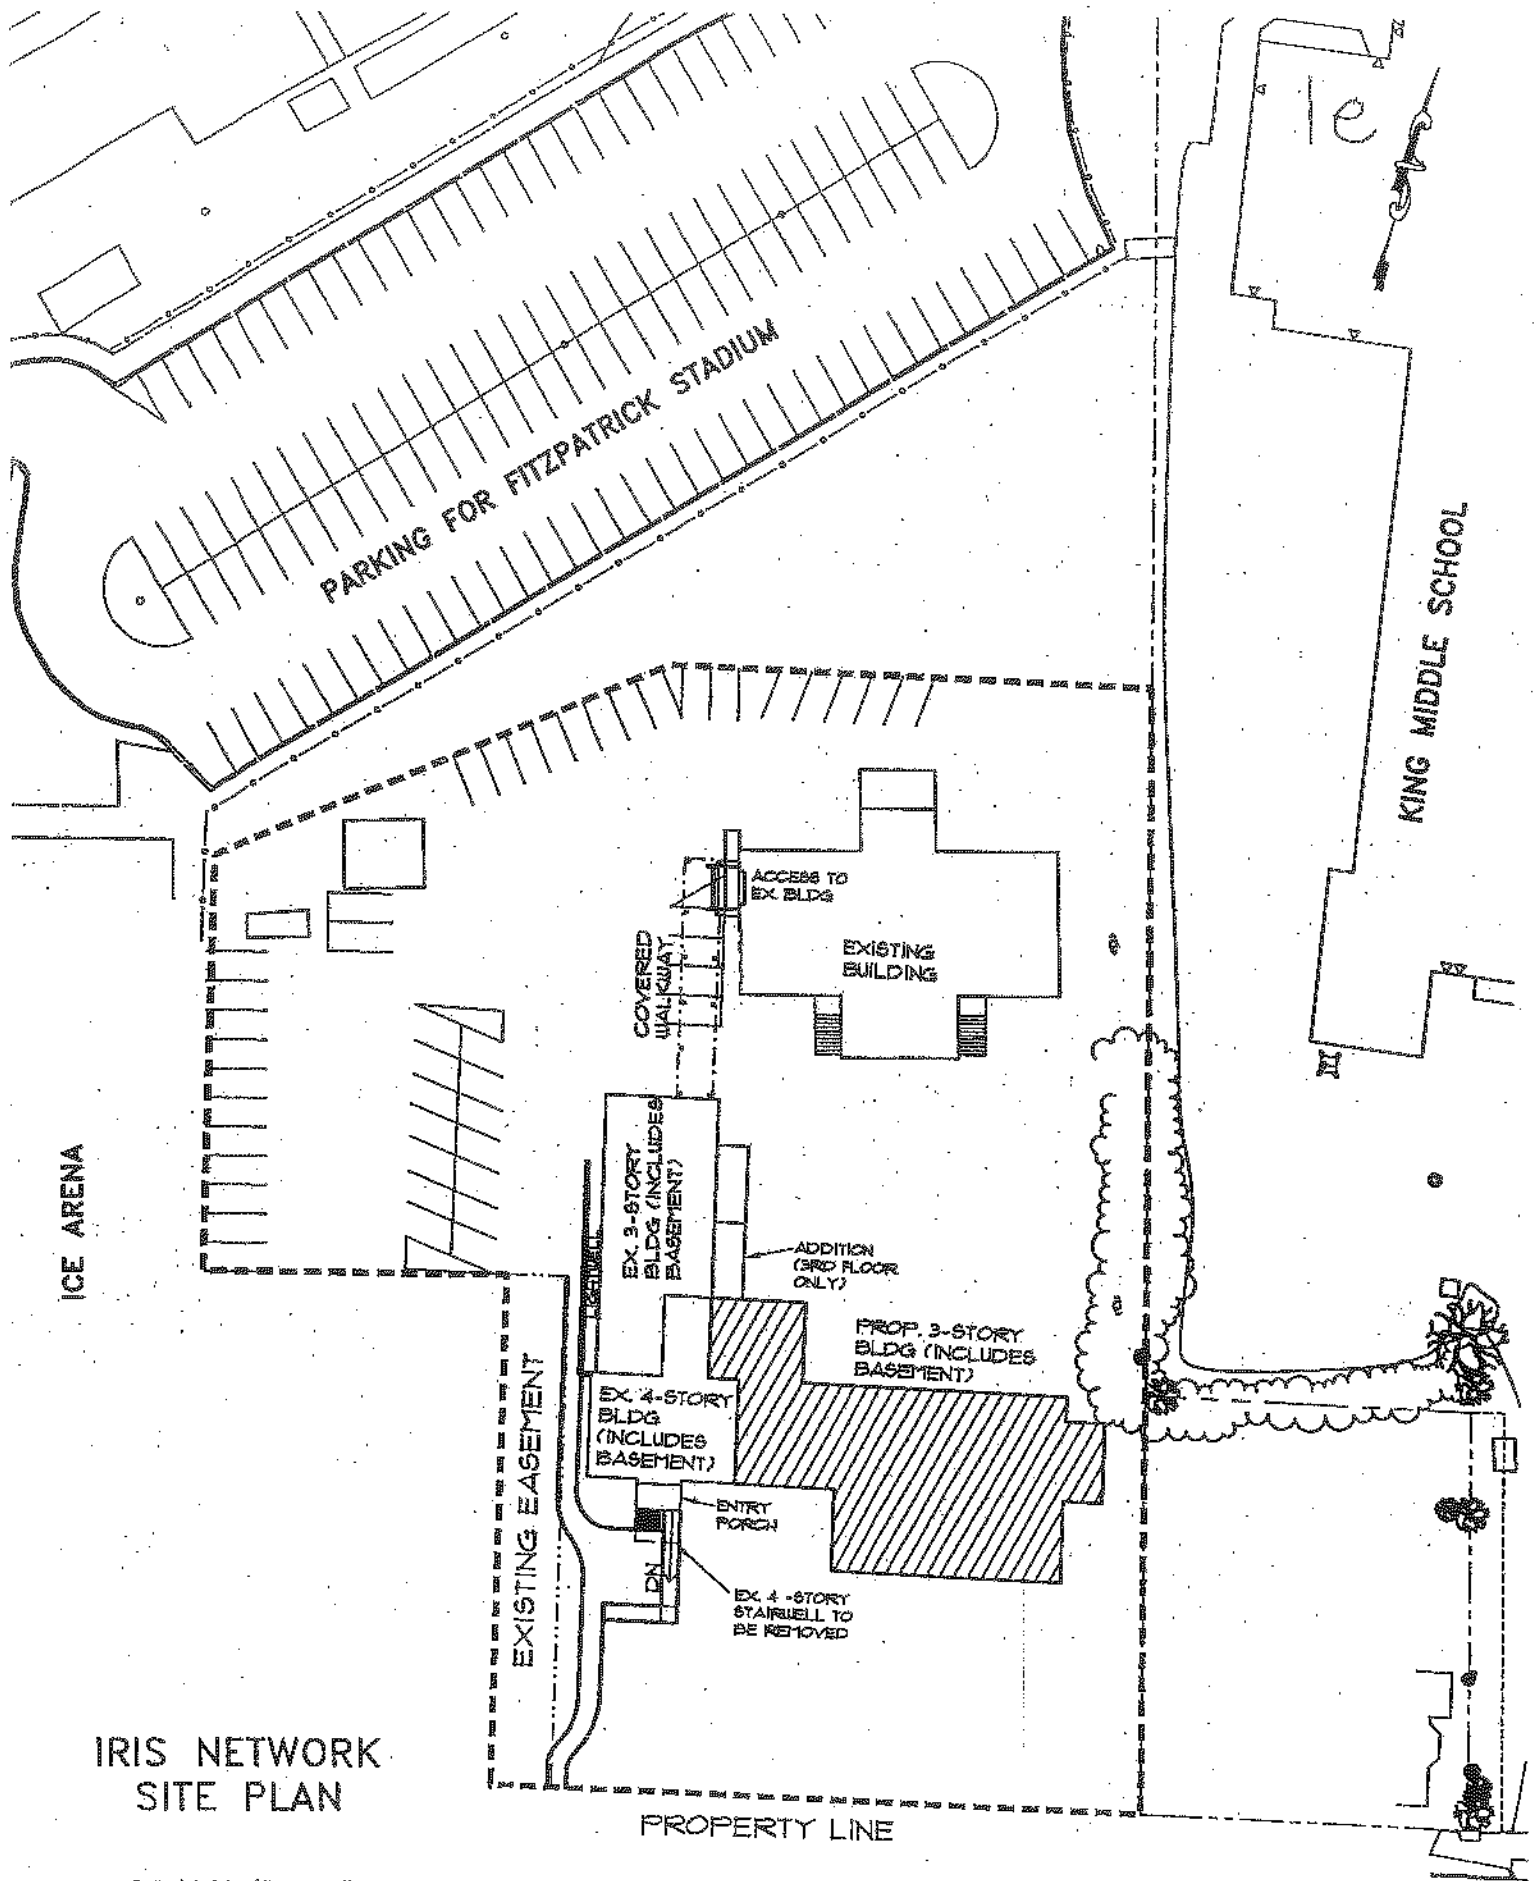 1e
PARKING FOR FITZPATRICK STADIUM
KING MIDDLE SCHOOL
ACCESS TO
EX. BLDG
EXISTING
BUILDING
COVERED
WALKWAY
ICE ARENA
EX. 3-STORY
BLDG (INCLUDES
BASEMENT)
LIGHTWELL
ADDITION
(3RD FLOOR
ONLY)
PROP. 3-STORY
BLDG (INCLUDES
BASEMENT)
EX. 4-STORY
BLDG
(INCLUDES
BASEMENT)
EXISTING EASEMENT
ENTRY
PORCH
DN
EX. 4 -STORY
STAIRWELL TO
BE REMOVED
IRIS NETWORK
SITE PLAN
PROPERTY LINE